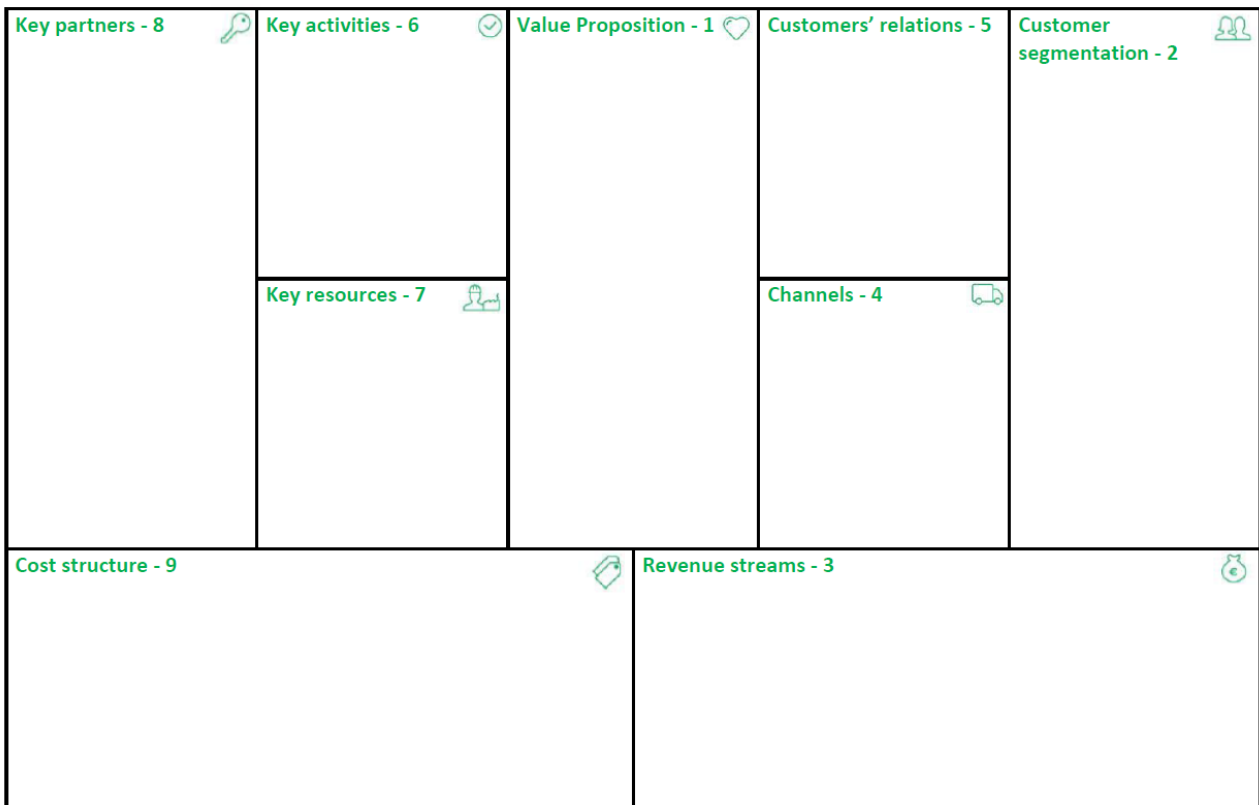 Key partners - 8
Key activities - 6
Value Proposition - 1
Customers’ relations - 5
Customer
segmentation - 2
Key resources - 7
Channels - 4
Cost structure - 9
Revenue streams - 3
€